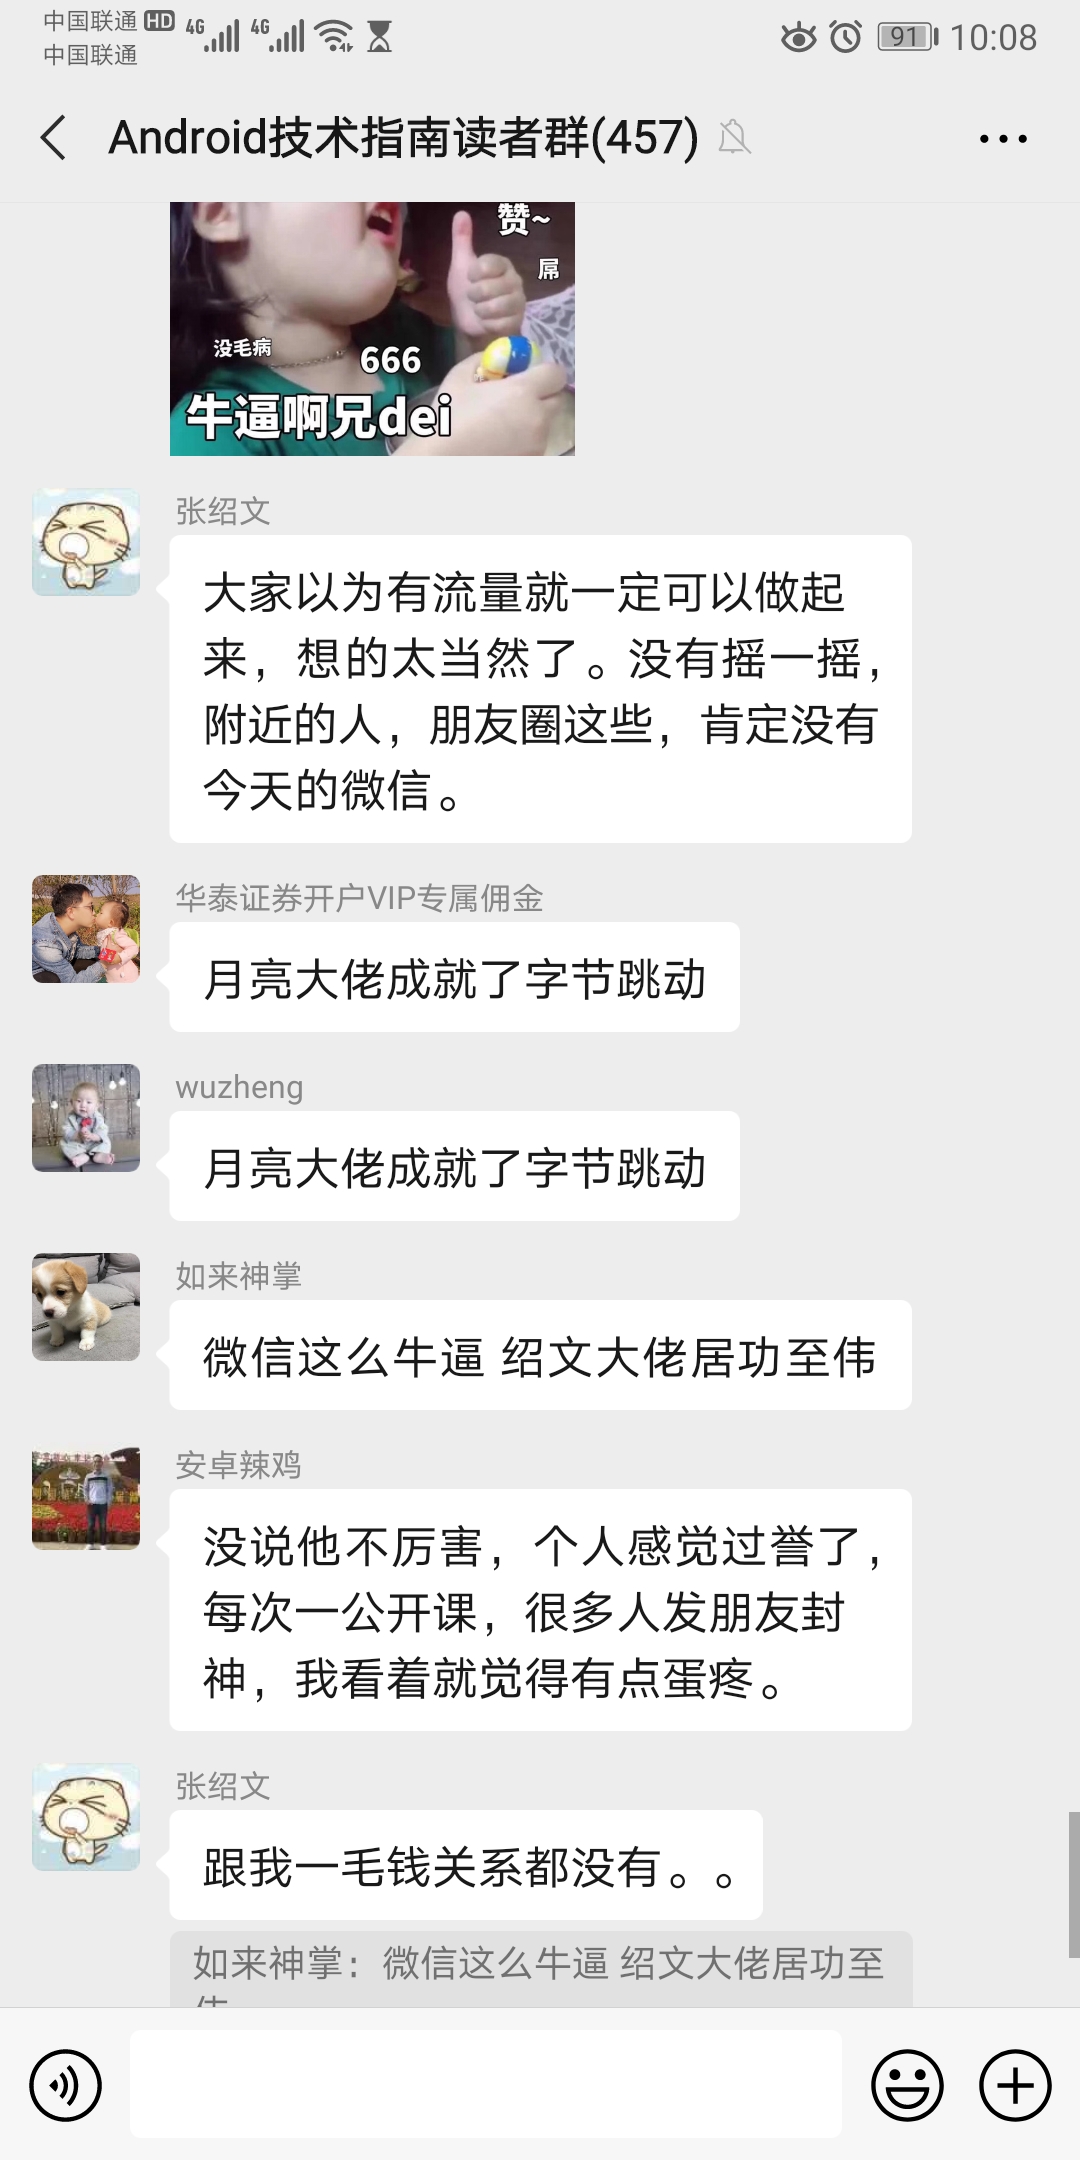 中国联通 HD 4G 4G 91 10:08
中国联通
Android技术指南读者群(457)
赞~
屌
没毛病
666
牛逼啊兄dei
张绍文
大家以为有流量就一定可以做起
来，想的太当然了。没有摇一摇，
附近的人，朋友圈这些，肯定没有
今天的微信。
华泰证券开户VIP专属佣金
月亮大佬成就了字节跳动
wuzheng
月亮大佬成就了字节跳动
如来神掌
微信这么牛逼 绍文大佬居功至伟
安卓辣鸡
没说他不厉害，个人感觉过誉了，
每次一公开课，很多人发朋友封
神，我看着就觉得有点蛋疼。
张绍文
跟我一毛钱关系都没有。。
如来神掌：微信这么牛逼 绍文大佬居功至